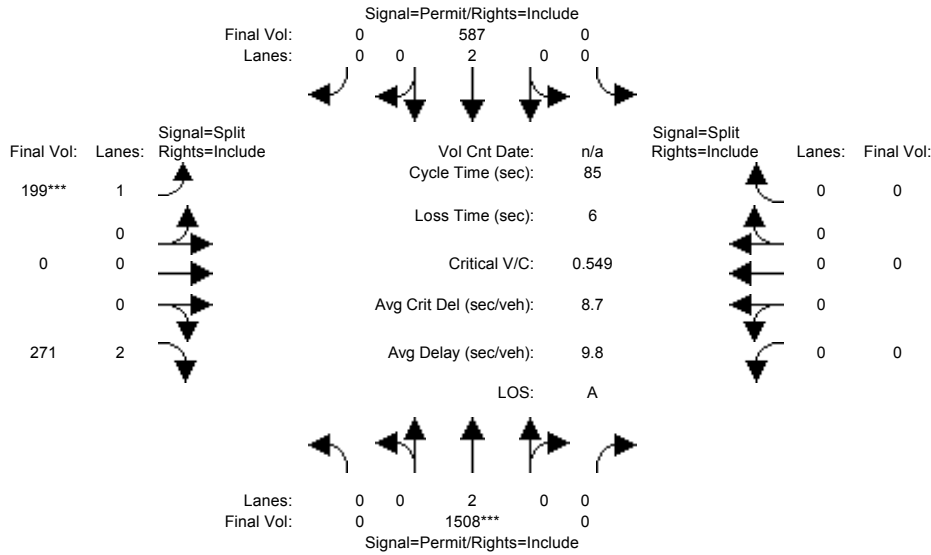 Signal=Permit/Rights=Include
Final Vol: 0 587 0
Lanes: 0 0 2 0 0
Signal=Split Signal=Split
Final Vol: Lanes: Rights=Include Vol Cnt Date: n/a Rights=Include Lanes: Final Vol:
Cycle Time (sec): 85
199*** 1 0 0
Loss Time (sec): 6
0 0
0 0 Critical V/C: 0.549 0 0
0 Avg Crit Del (sec/veh): 8.7 0
271 2 Avg Delay (sec/veh): 9.8 0 0
LOS: A
Lanes: 0 0 2 0 0
Final Vol: 0 1508*** 0
Signal=Permit/Rights=Include